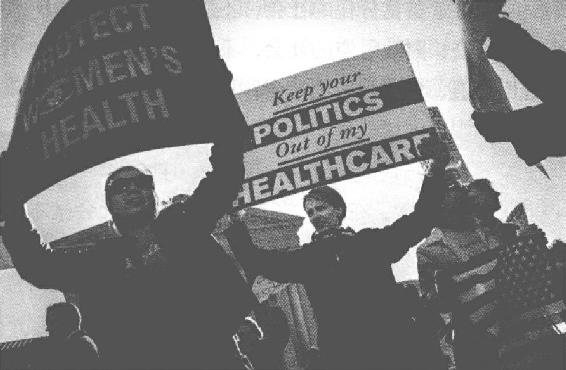 PROTECT
WOMEN'S
HEALTH
Keep your
POLITICS
Out of my
HEALTHCARE